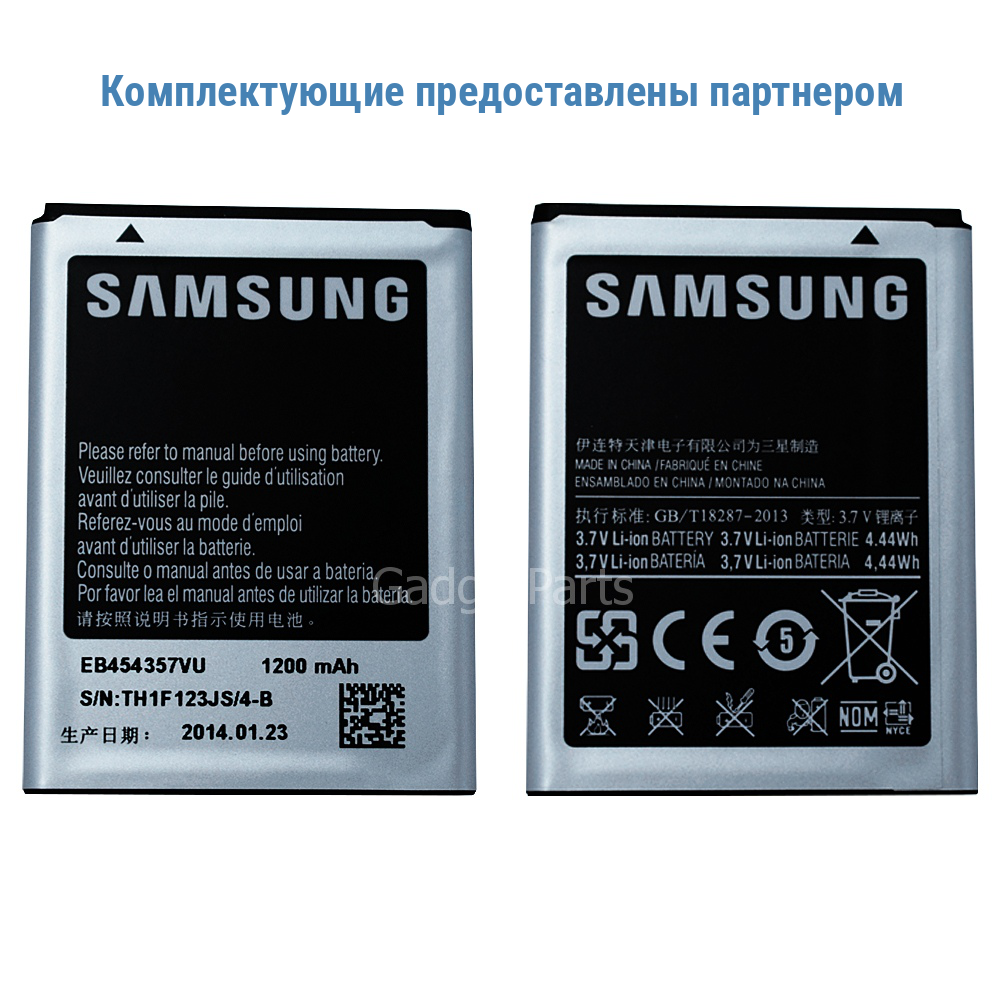 Комплектующие предоставлены партнером
SAMSUNG
Please refer to manual before using battery.
Veuillez consulter le guide d'utilisation
avant d'utiliser la pile.
Referez-vous au mode d'emploi
avant d'utiliser la batterie.
Consulte o manual antes de usar a bateria.
Por favor lea el manual antes de utilizar la batería.
请按照说明书指示使用电池。
EB454357VU 1200 mAh
S/N:TH1F123JS/4-B
生产日期： 2014.01.23
SAMSUNG
伊连特天津电子有限公司为三星制造
MADE IN CHINA /FABRIQUÉ EN CHINE
ENSAMBLADO EN CHINA /MONTADO NA CHINA
执行标准: GB/T18287-2013 类型: 3.7 V 锂离子
3.7 V Li-ion BATTERY 3.7 V Li-ion BATTERIE 4.44Wh
3,7 V Li-ion BATERÍA 3,7 V Li-ion BATERIA 4,44Wh
CE
5
NOM
NYCE
Gadget Parts